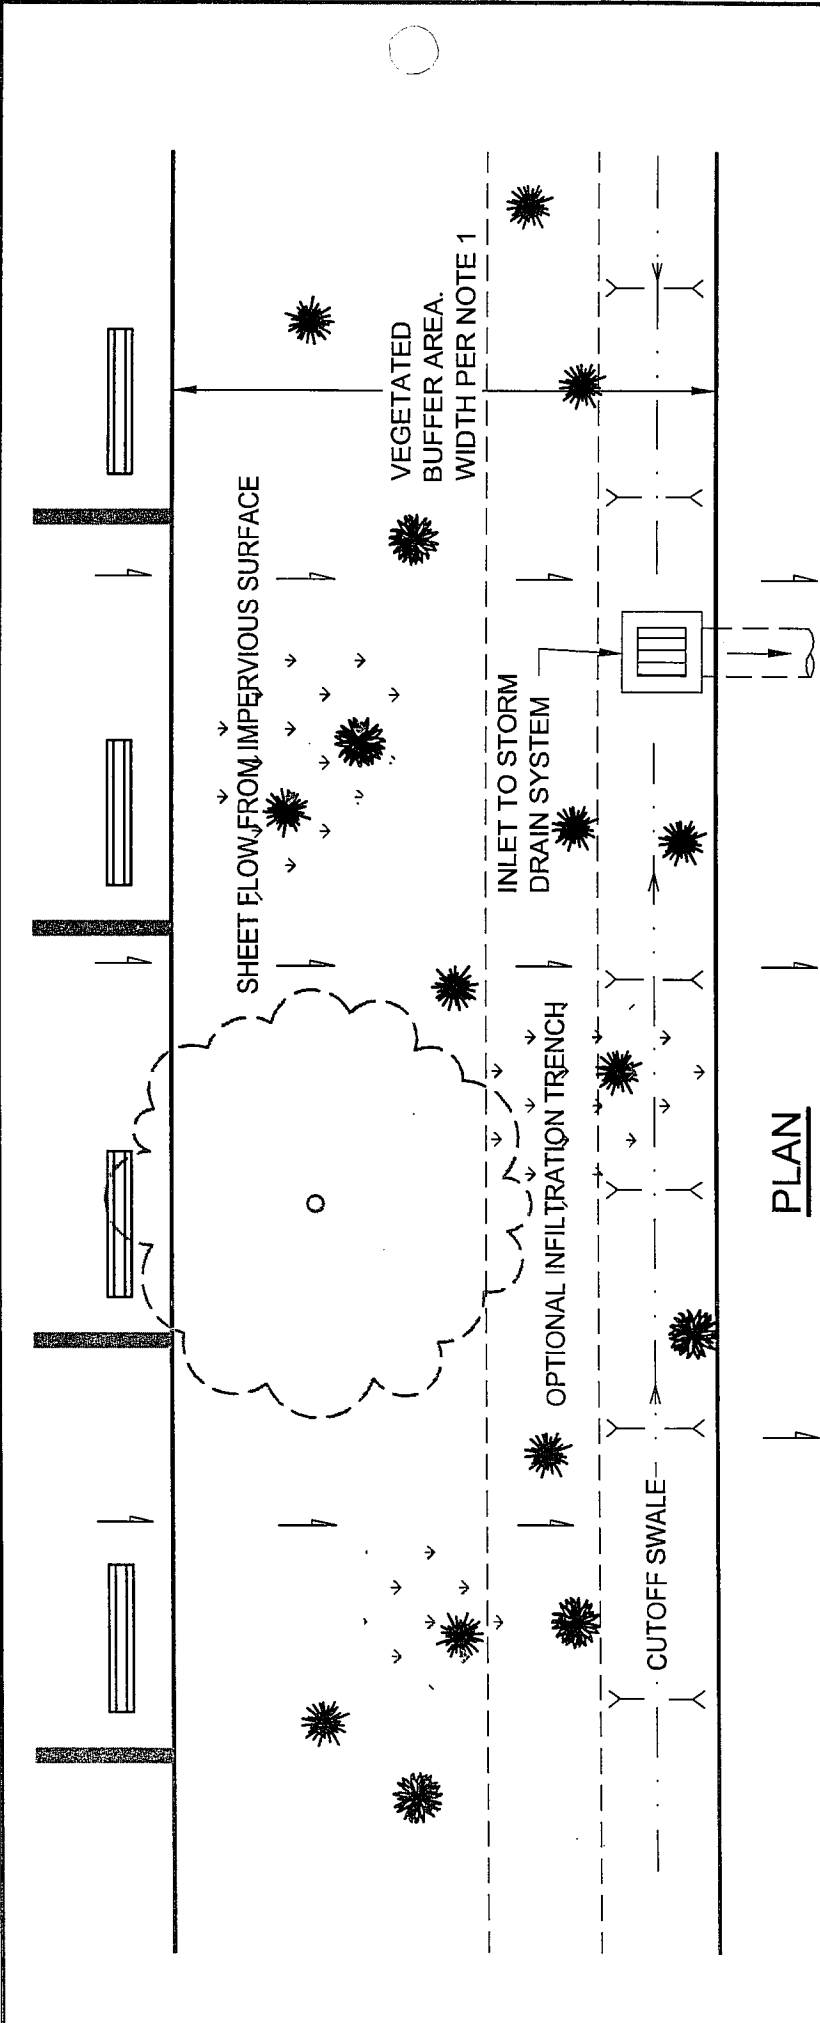 SHEET FLOW FROM IMPERVIOUS SURFACE
VEGETATED
BUFFER AREA.
WIDTH PER NOTE 1
INLET TO STORM
DRAIN SYSTEM
OPTIONAL INFILTRATION TRENCH
CUTOFF SWALE
PLAN